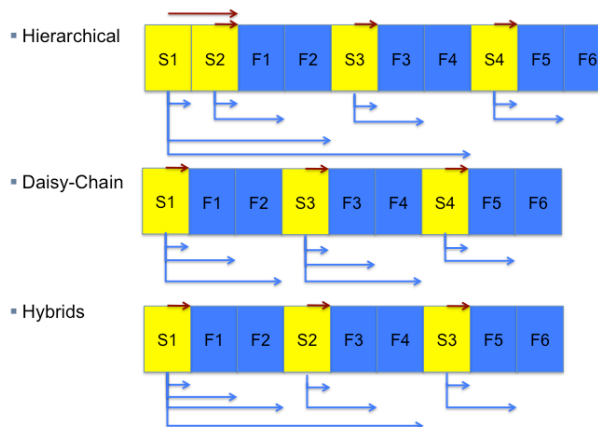 Hierarchical
S1 S2 F1 F2 S3 F3 F4 S4 F5 F6
Daisy-Chain
S1 F1 F2 S3 F3 F4 S4 F5 F6
Hybrids
S1 F1 F2 S2 F3 F4 S3 F5 F6